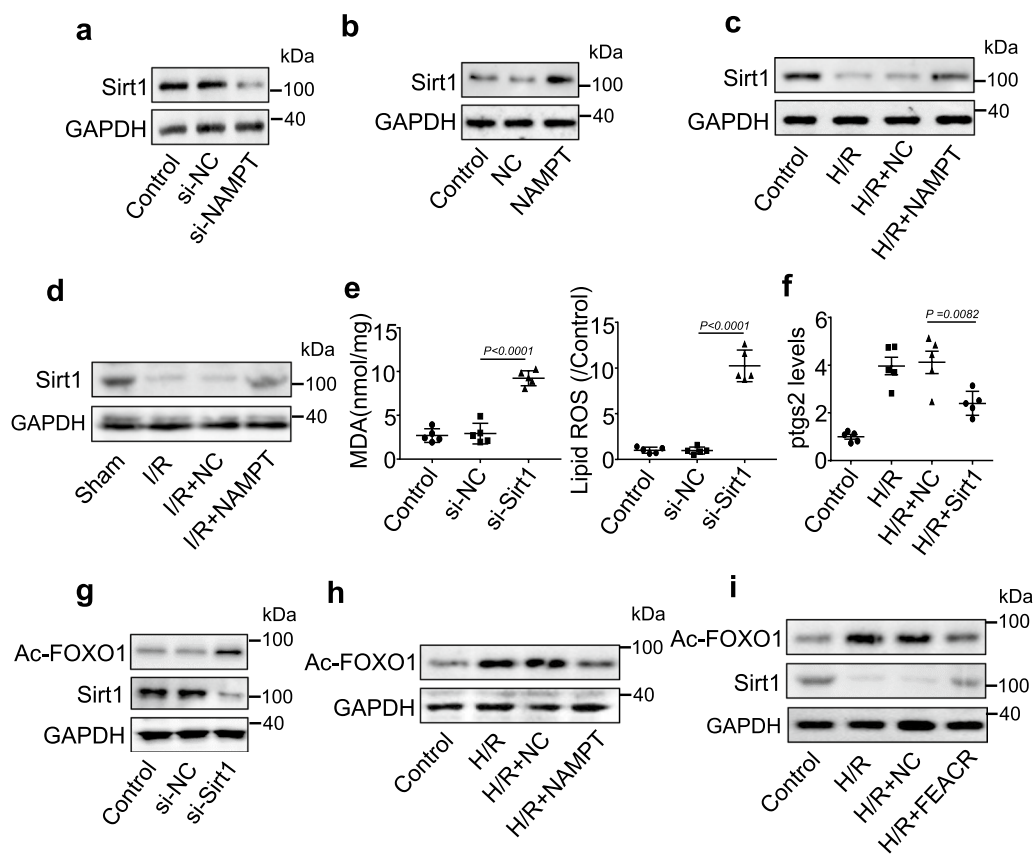 a
kDa
Sirt1
100
GAPDH
40
Control
si-NC
si-NAMPT
b
kDa
Sirt1
100
GAPDH
40
Control
NC
NAMPT
c
kDa
Sirt1
100
GAPDH
40
Control
H/R
H/R+NC
H/R+NAMPT
d
kDa
Sirt1
100
GAPDH
40
Sham
I/R
I/R+NC
I/R+NAMPT
e
MDA(nmol/mg)
15
10
5
0
P<0.0001
Control
si-NC
si-Sirt1
Lipid ROS (/Control)
15
10
5
0
P<0.0001
Control
si-NC
si-Sirt1
f
ptgs2 levels
6
4
2
0
P =0.0082
Control
H/R
H/R+NC
H/R+Sirt1
g
kDa
Ac-FOXO1
100
Sirt1
100
GAPDH
40
Control
si-NC
si-Sirt1
h
kDa
Ac-FOXO1
100
GAPDH
40
Control
H/R
H/R+NC
H/R+NAMPT
i
kDa
Ac-FOXO1
100
Sirt1
100
GAPDH
40
Control
H/R
H/R+NC
H/R+FEACR